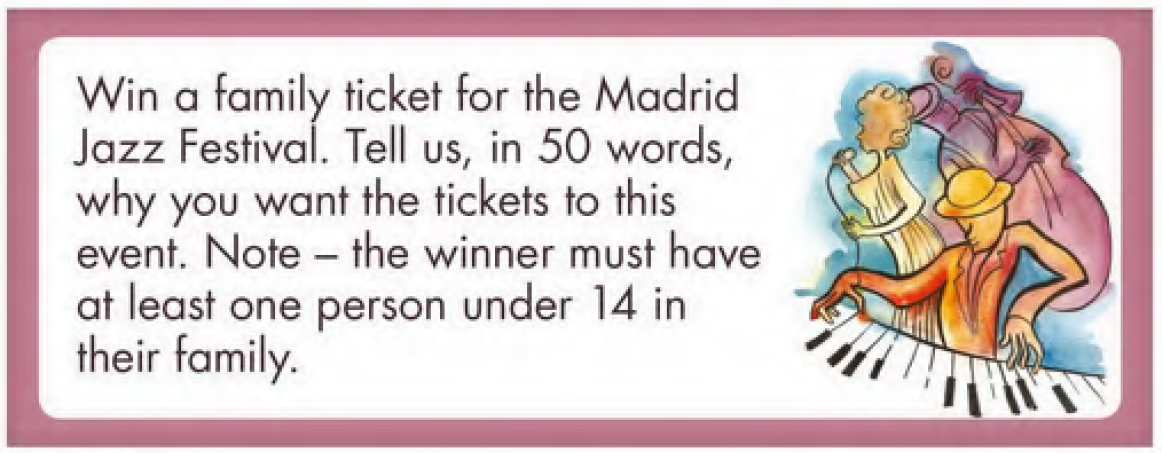 Win a family ticket for the Madrid
Jazz Festival. Tell us, in 50 words,
why you want the tickets to this
event. Note – the winner must have
at least one person under 14 in
their family.